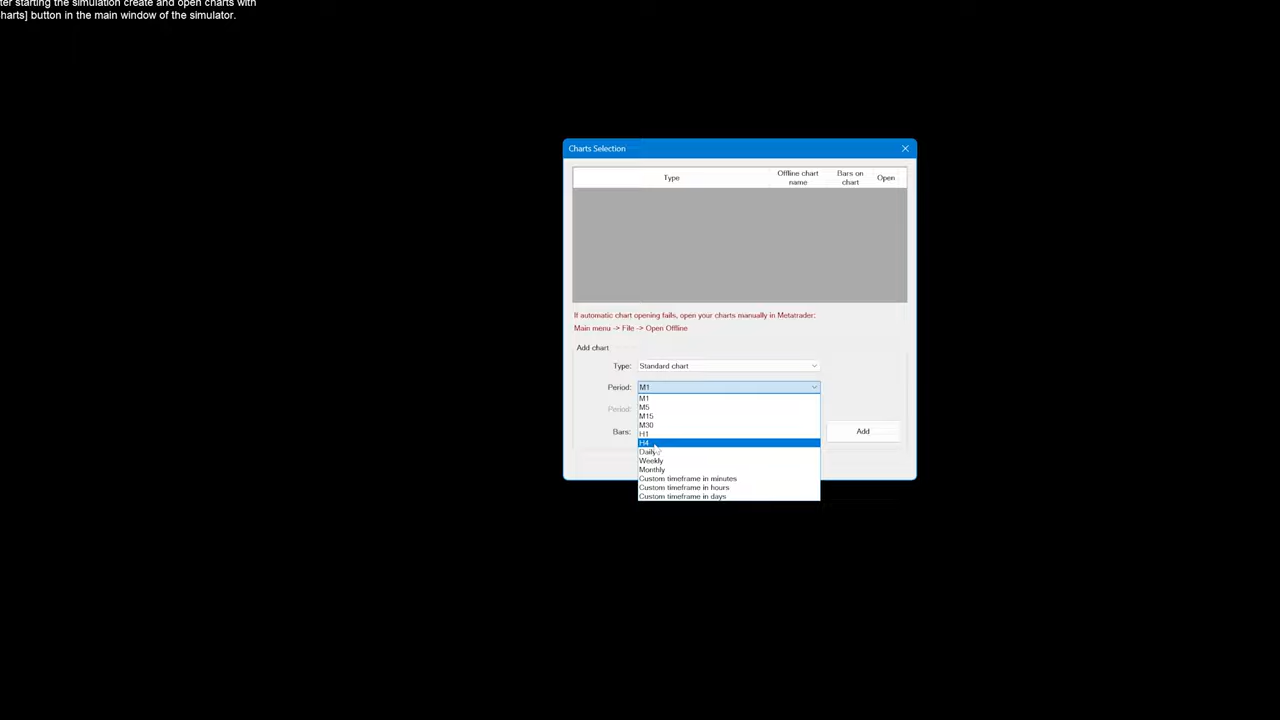 ter starting the simulation create and open charts with
harts] button in the main window of the simulator.
Charts Selection
Type
Offline chart name
Bars on chart
Open
If automatic chart opening fails, open your charts manually in Metatrader:
Main menu -> File -> Open Offline
Add chart
Type: Standard chart
Period: M1
M1
M5
Period:
M15
M30
Bars:
Add
H1
H4
Daily
Weekly
Monthly
Custom timeframe in minutes
Custom timeframe in hours
Custom timeframe in days